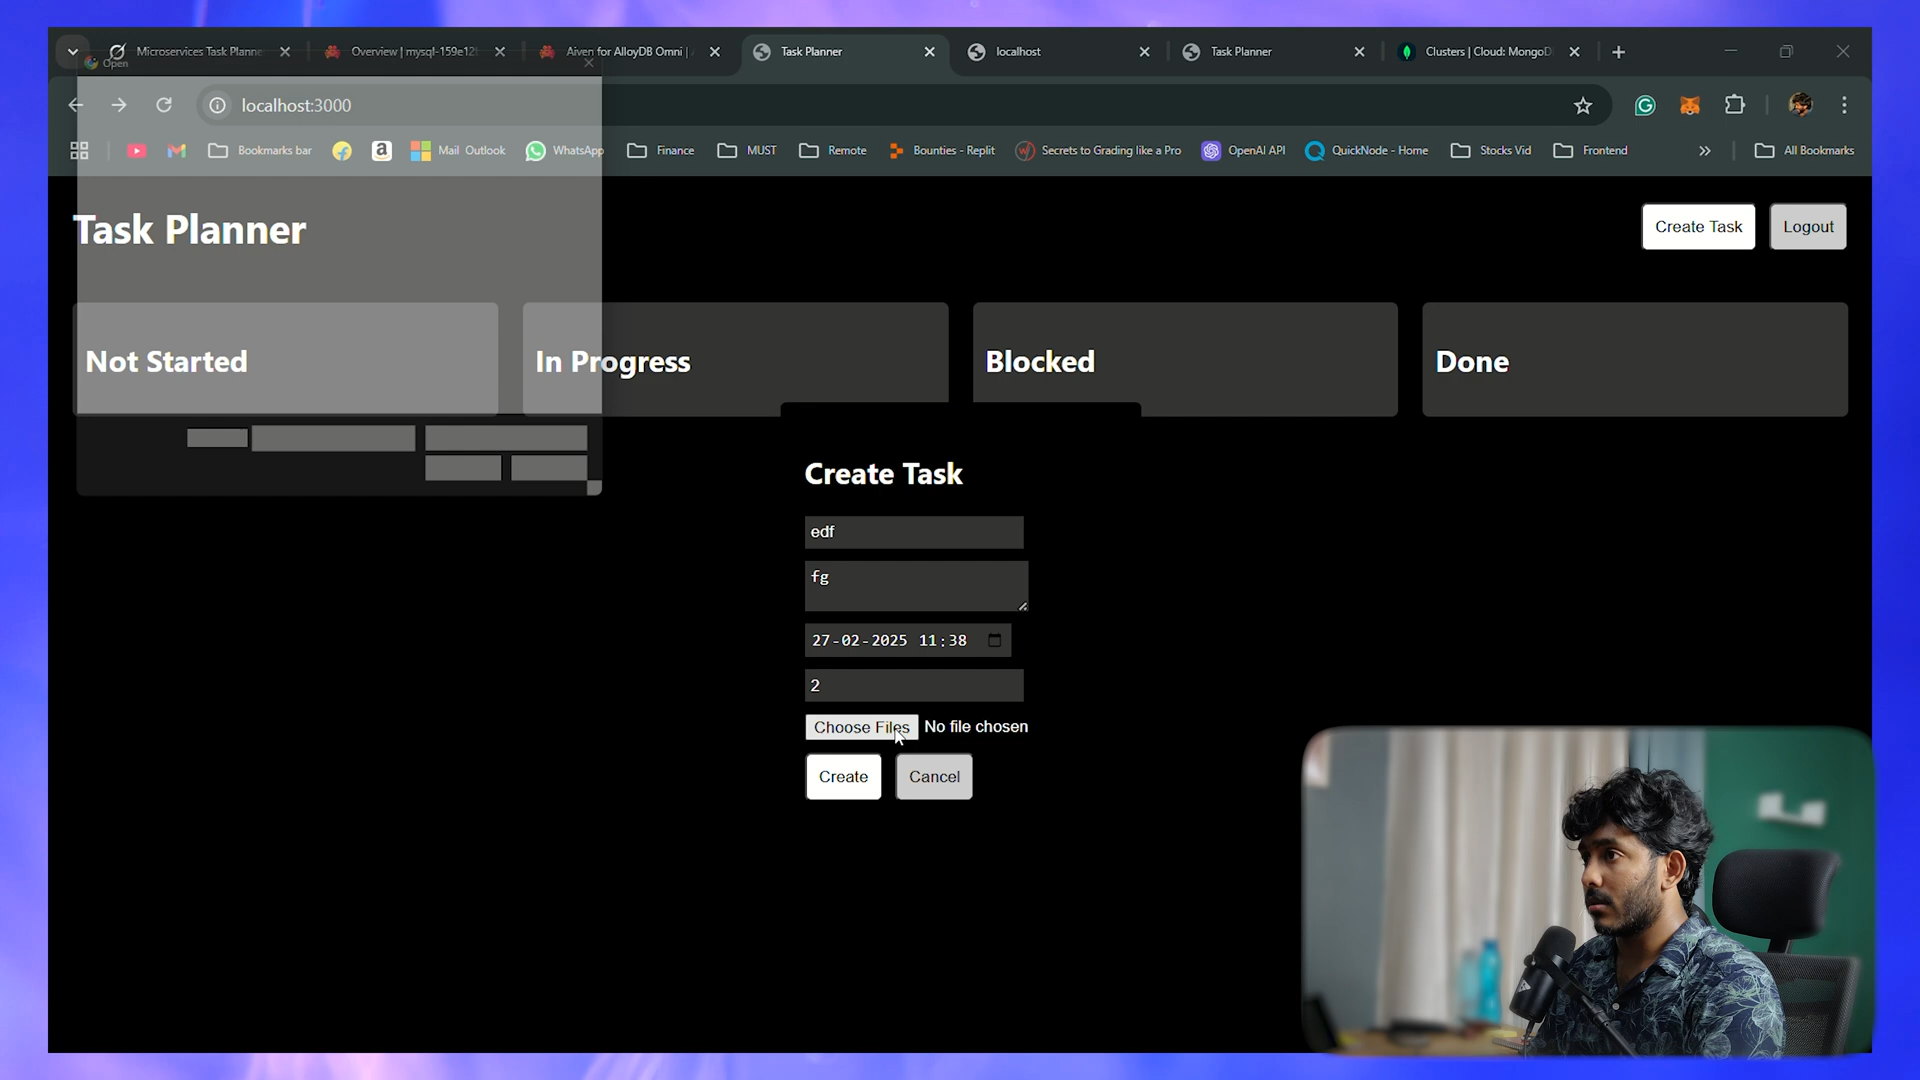 Microservices Task Planne
Overview | mysql-159e12
Aiven for AlloyDB Omni |
Task Planner
localhost
Task Planner
Clusters | Cloud: MongoD
Open
localhost:3000
Bookmarks bar
Mail Outlook
WhatsApp
Finance
MUST
Remote
Bounties - Replit
Secrets to Grading like a Pro
OpenAI API
QuickNode - Home
Stocks Vid
Frontend
All Bookmarks
Task Planner
Create Task
Logout
Not Started
In Progress
Blocked
Done
Create Task
edf
fg
27-02-2025 11:38
2
Choose Files No file chosen
Create
Cancel